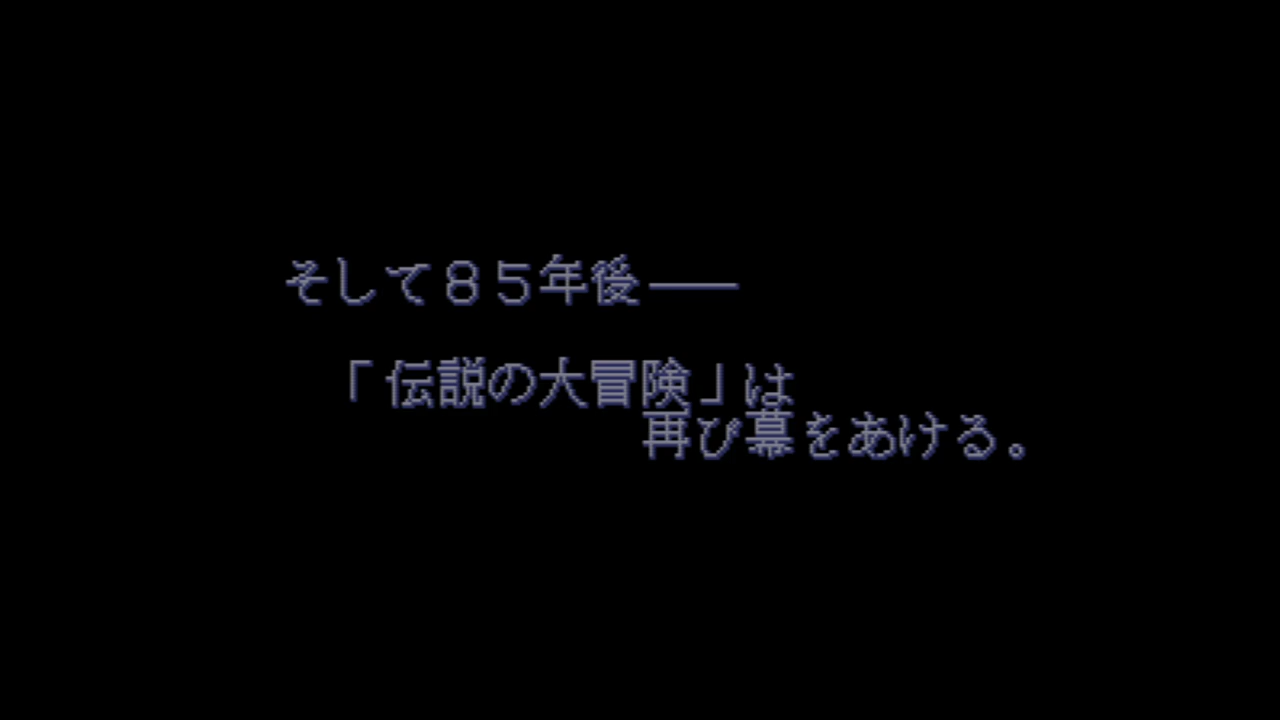 そして８５年後――
「伝説の大冒険」は
再び幕をあける。